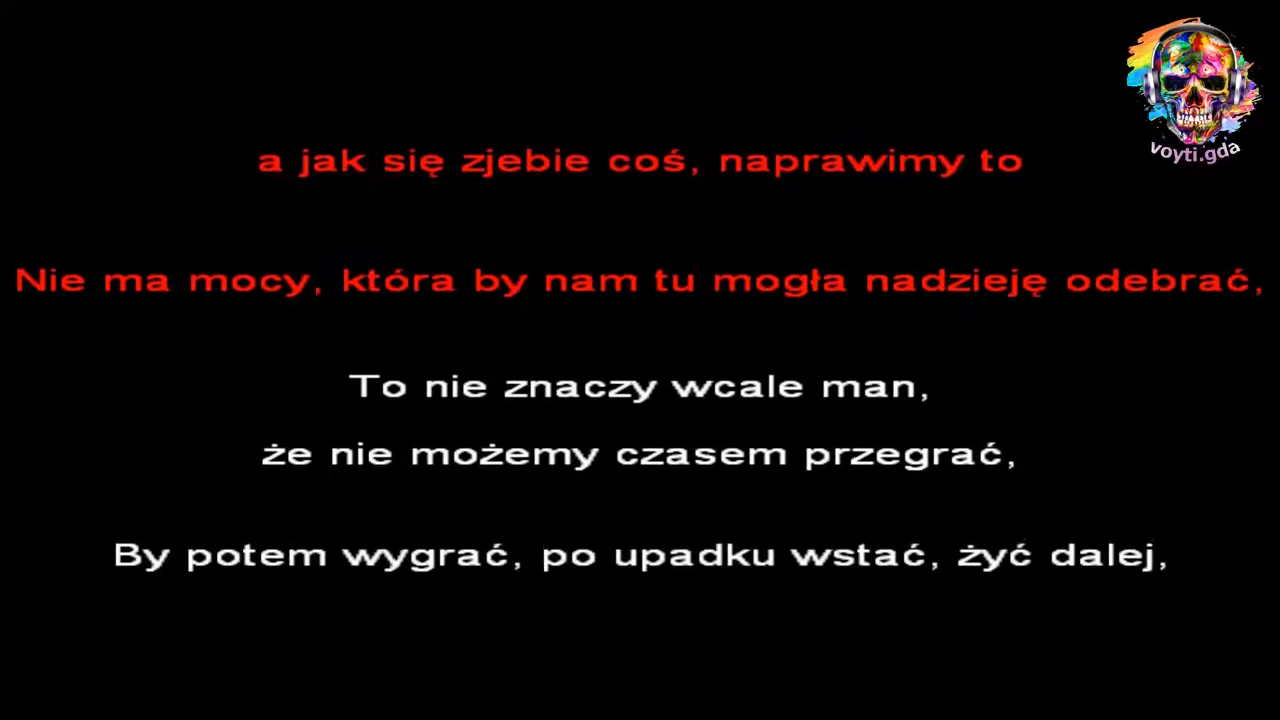 voyti.gda
a jak się zjebie coś, naprawimy to
Nie ma mocy, która by nam tu mogła nadzieję odebrać,
To nie znaczy wcale man,
że nie możemy czasem przegrać,
By potem wygrać, po upadku wstać, żyć dalej,